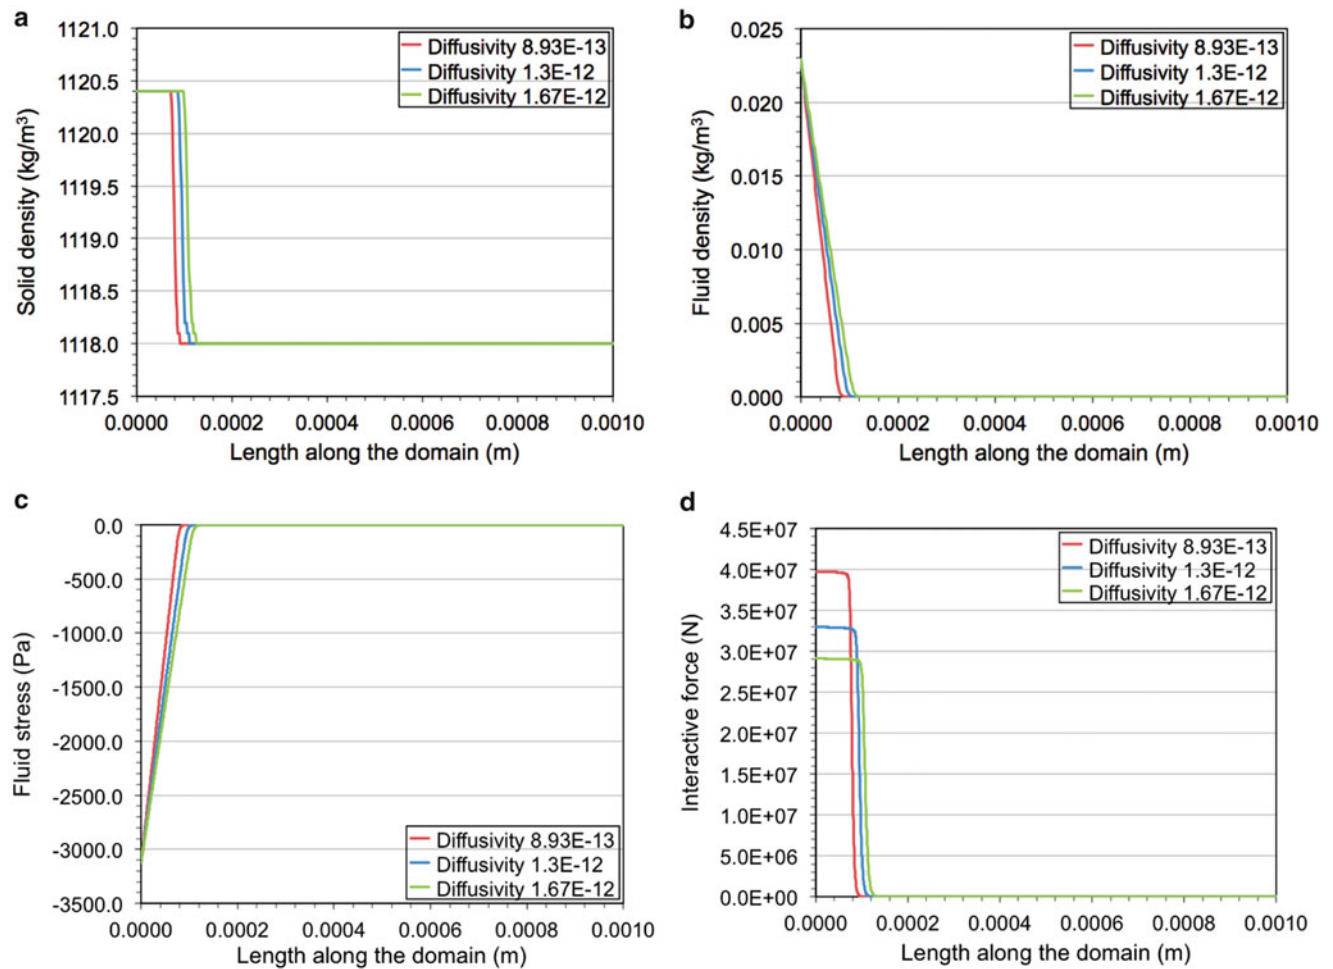 a
1121.0
1120.5
1120.0
1119.5
1119.0
1118.5
1118.0
1117.5
Solid density (kg/m³)
Diffusivity 8.93E-13
Diffusivity 1.3E-12
Diffusivity 1.67E-12
0.0000 0.0002 0.0004 0.0006 0.0008 0.0010
Length along the domain (m)
b
0.025
0.020
0.015
0.010
0.005
0.000
Fluid density (kg/m³)
Diffusivity 8.93E-13
Diffusivity 1.3E-12
Diffusivity 1.67E-12
0.0000 0.0002 0.0004 0.0006 0.0008 0.0010
Length along the domain (m)
c
0.0
-500.0
-1000.0
-1500.0
-2000.0
-2500.0
-3000.0
-3500.0
Fluid stress (Pa)
Diffusivity 8.93E-13
Diffusivity 1.3E-12
Diffusivity 1.67E-12
0.0000 0.0002 0.0004 0.0006 0.0008 0.0010
Length along the domain (m)
d
4.5E+07
4.0E+07
3.5E+07
3.0E+07
2.5E+07
2.0E+07
1.5E+07
1.0E+07
5.0E+06
0.0E+00
Interactive force (N)
Diffusivity 8.93E-13
Diffusivity 1.3E-12
Diffusivity 1.67E-12
0.0000 0.0002 0.0004 0.0006 0.0008 0.0010
Length along the domain (m)